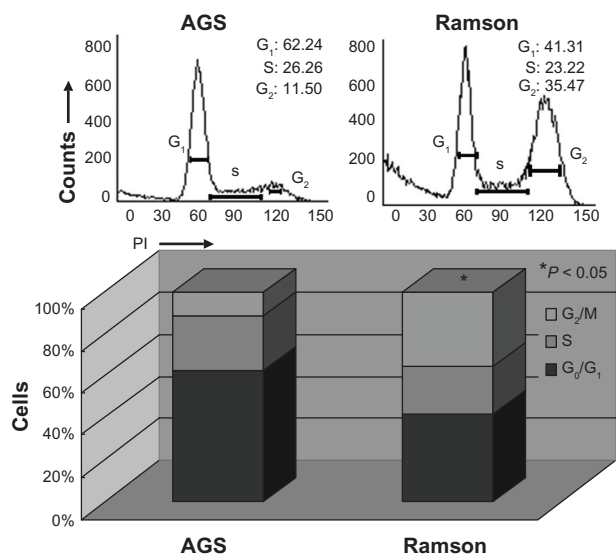 AGS
Ramson
G₁: 62.24
S: 26.26
G₂: 11.50
G₁: 41.31
S: 23.22
G₂: 35.47
Counts
800
600
400
200
0
G₁
s
G₂
0 30 60 90 120 150
800
600
400
200
0
G₁
s
G₂
0 30 60 90 120 150
PI
*
*P < 0.05
G₂/M
S
G₀/G₁
Cells
100%
80%
60%
40%
20%
0%
AGS
Ramson